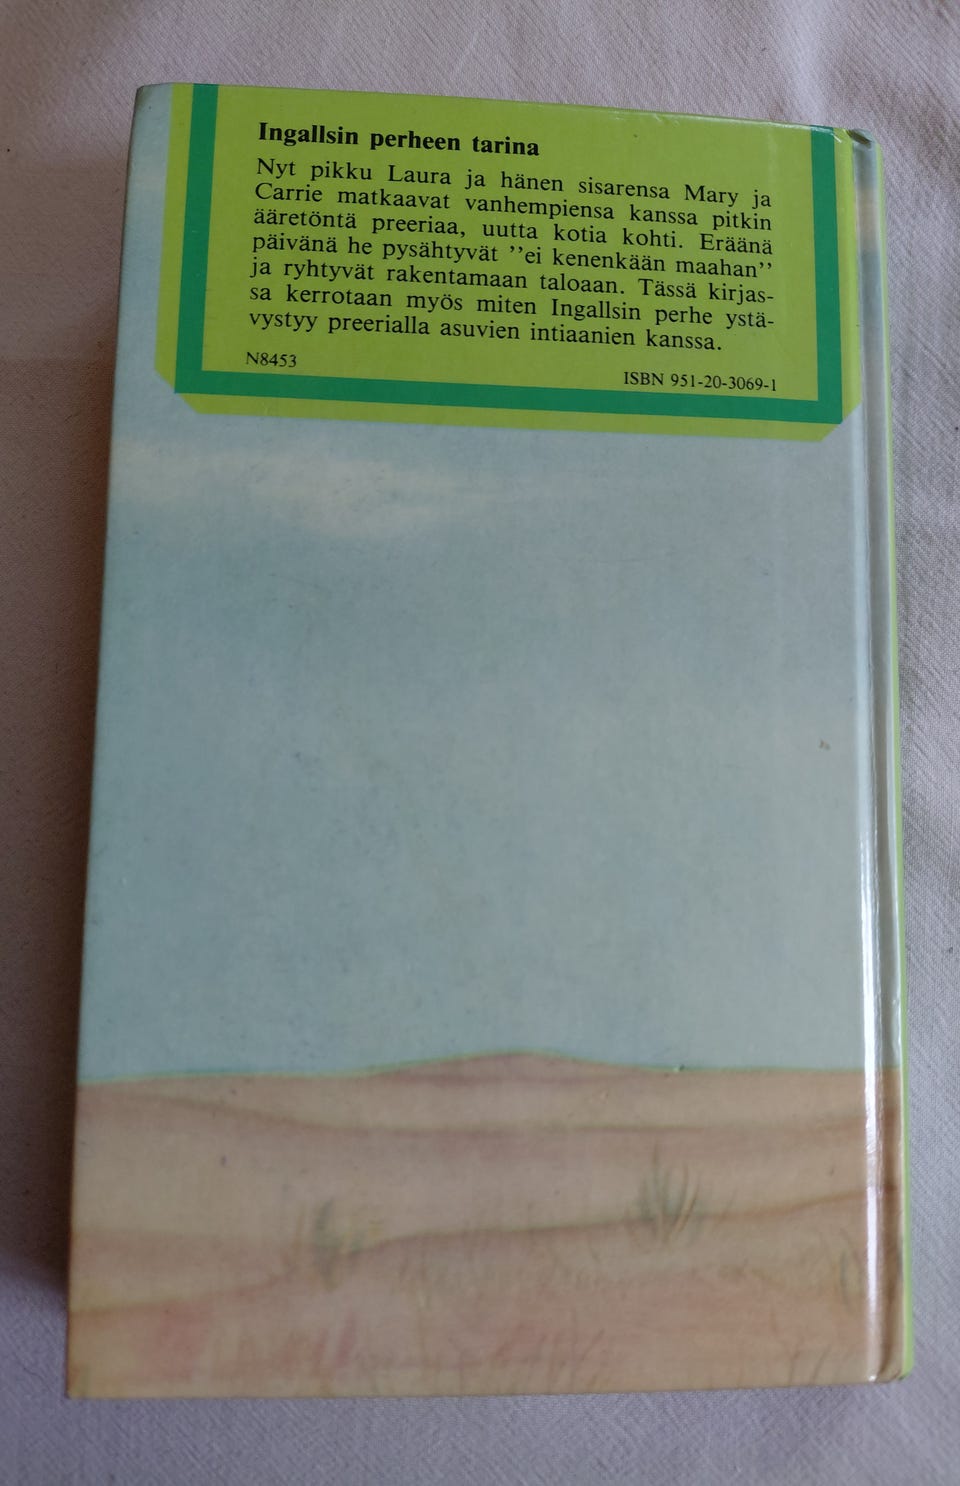 Ingallsin perheen tarina
Nyt pikku Laura ja hänen sisarensa Mary ja
Carrie matkaavat vanhempiensa kanssa pitkin
ääretöntä preeriaa, uutta kotia kohti. Eräänä
päivänä he pysähtyvät ''ei kenenkään maahan''
ja ryhtyvät rakentamaan taloaan. Tässä kirjas-
sa kerrotaan myös miten Ingallsin perhe ystä-
vystyy preerialla asuvien intiaanien kanssa.
N8453
ISBN 951-20-3069-1